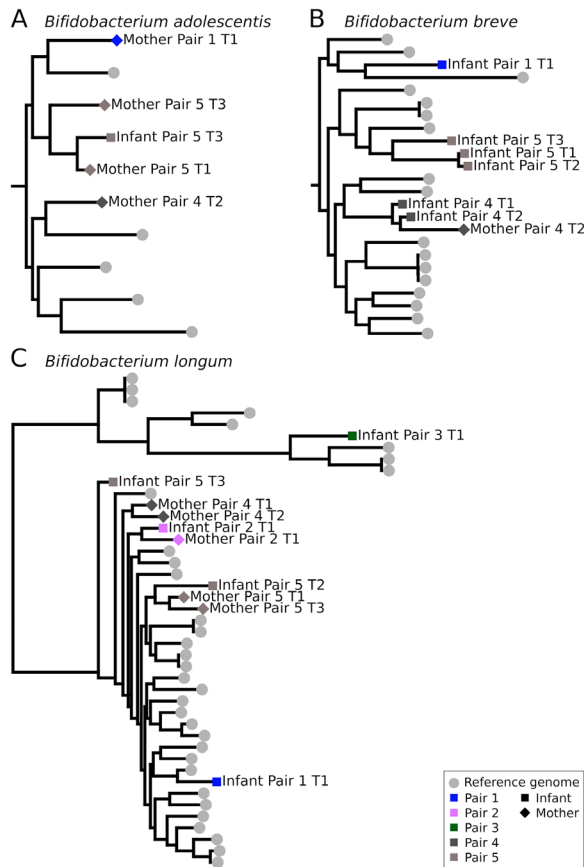 A Bifidobacterium adolescentis
Mother Pair 1 T1
Mother Pair 5 T3
Infant Pair 5 T3
Mother Pair 5 T1
Mother Pair 4 T2
B Bifidobacterium breve
Infant Pair 1 T1
Infant Pair 5 T3
Infant Pair 5 T1
Infant Pair 5 T2
Infant Pair 4 T1
Infant Pair 4 T2
Mother Pair 4 T2
C Bifidobacterium longum
Infant Pair 3 T1
Infant Pair 5 T3
Mother Pair 4 T1
Mother Pair 4 T2
Infant Pair 2 T1
Mother Pair 2 T1
Infant Pair 5 T2
Mother Pair 5 T1
Mother Pair 5 T3
Infant Pair 1 T1
Reference genome
Pair 1
Infant
Pair 2
Mother
Pair 3
Pair 4
Pair 5